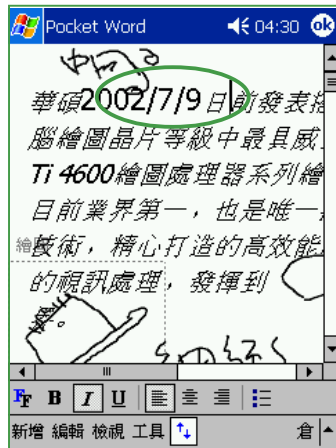 Pocket Word 04:30 ok
中
華碩2002/7/9日前發表搭
腦繪圖晶片等級中最具威
Ti 4600繪圖處理器系列繪
目前業界第一，也是唯一
技術，精心打造的高效能
的視訊處理，發揮到
。
F B I U
新增 編輯 檢視 工具 倉